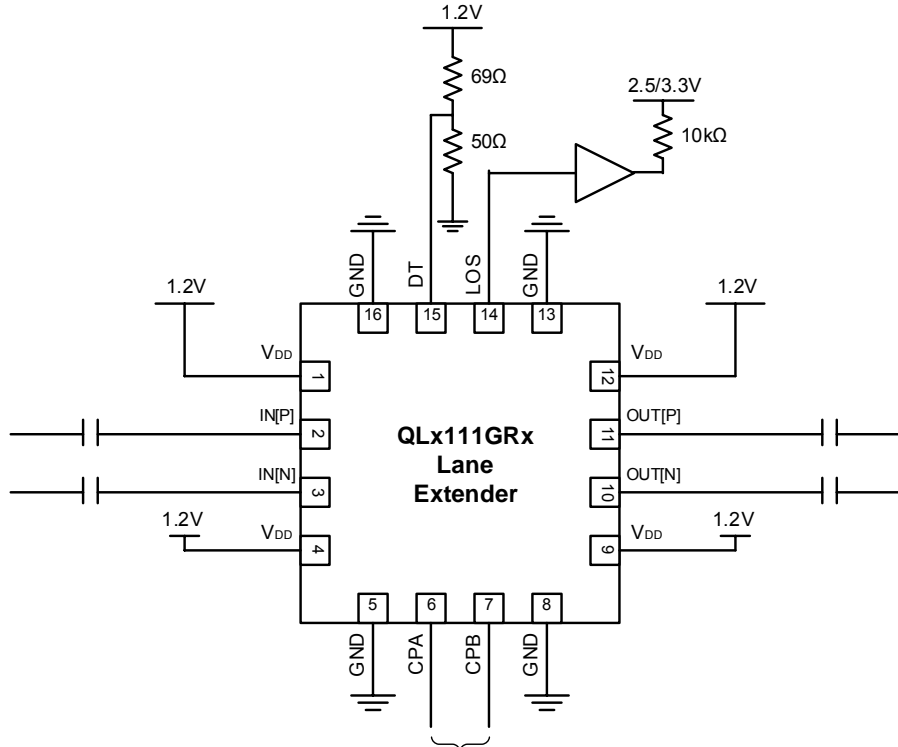 1.2V
69Ω
2.5/3.3V
50Ω
10kΩ
GND
DT
LOS
GND
1.2V
16
15
14
13
1.2V
VDD
1
12
VDD
IN[P]
2
11
OUT[P]
QLx111GRx
Lane
Extender
IN[N]
3
10
OUT[N]
1.2V
VDD
4
9
VDD
1.2V
5
6
7
8
GND
CPA
CPB
GND